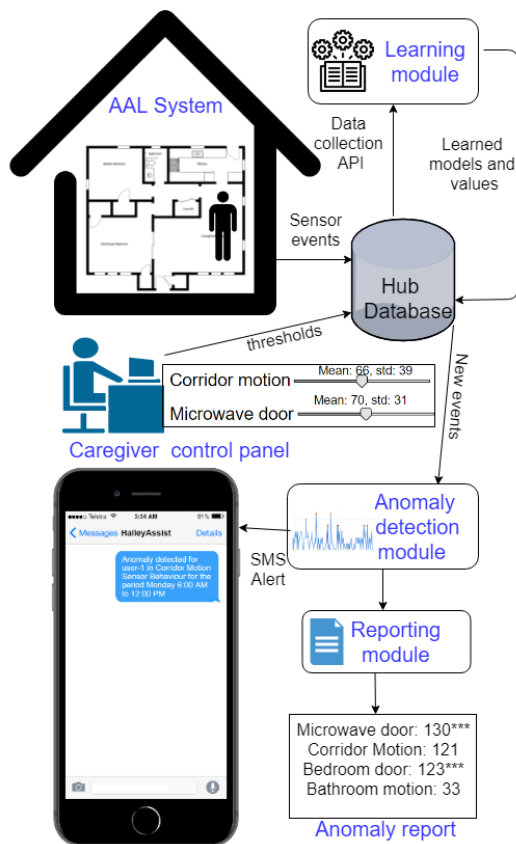 AAL System
Learning
module
Data
collection
API
Learned
models and
values
Sensor
events
Hub
Database
thresholds
New events
Corridor motion
Mean: 66, std: 39
Microwave door
Mean: 70, std: 31
Caregiver control panel
Telstra
3:34 AM
81%
Messages
HalleyAssist
Details
Anomaly detected for
user-1 in Corridor Motion
Sensor Behaviour for the
period Monday 6:00 AM
to 12:00 PM
SMS
Alert
Anomaly
detection
module
Reporting
module
Microwave door: 130***
Corridor Motion: 121
Bedroom door: 123***
Bathroom motion: 33
Anomaly report